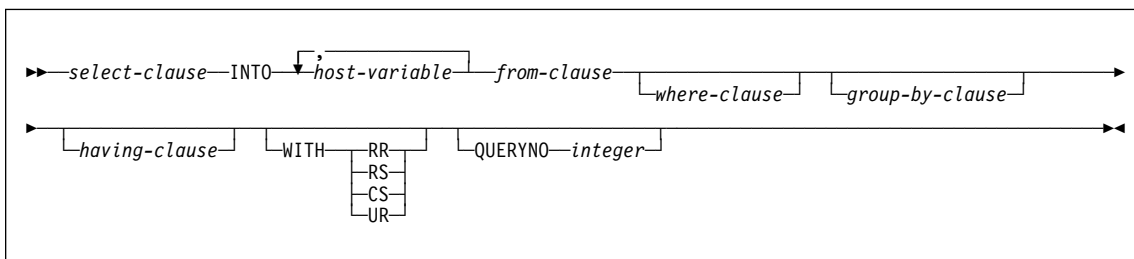 ,
select-clause INTO host-variable from-clause
where-clause group-by-clause
having-clause WITH RR QUERYNO integer
RS
CS
UR